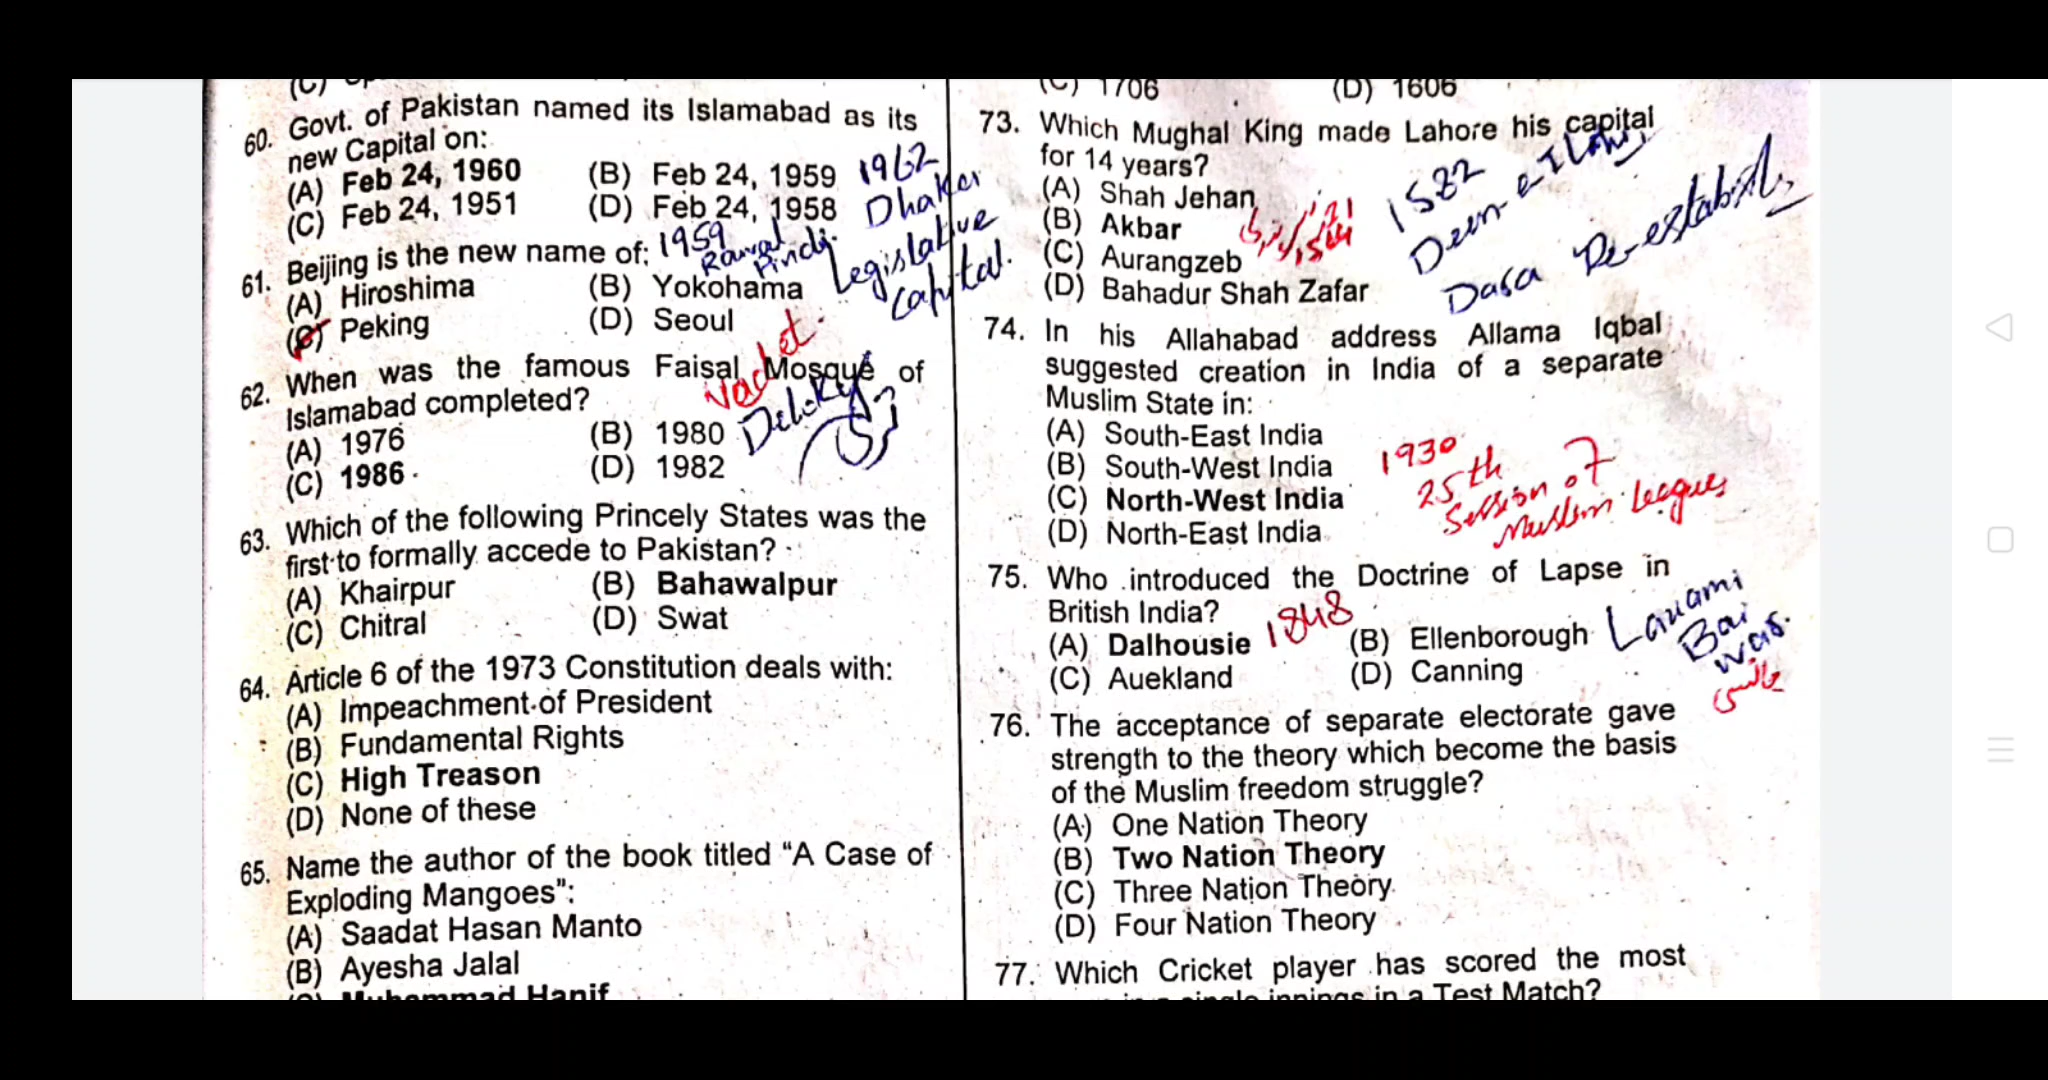 60. Govt. of Pakistan named its Islamabad as its
new Capital on:
(A) Feb 24, 1960 (B) Feb 24, 1959
(C) Feb 24, 1951 (D) Feb 24, 1958
1962
Dhaka
Legislative
capital.
61. Beijing is the new name of:
1959
Rawal
Pindi.
(A) Hiroshima (B) Yokohama
(C) Peking (D) Seoul
62. When was the famous Faisal Mosque of
Islamabad completed?
(A) 1976 (B) 1980
(C) 1986 (D) 1982
63. Which of the following Princely States was the
first to formally accede to Pakistan?
(A) Khairpur (B) Bahawalpur
(C) Chitral (D) Swat
64. Article 6 of the 1973 Constitution deals with:
(A) Impeachment of President
(B) Fundamental Rights
(C) High Treason
(D) None of these
65. Name the author of the book titled “A Case of
Exploding Mangoes”:
(A) Saadat Hasan Manto
(B) Ayesha Jalal
Muhammad Hanif
(C) 1706 (D) 1606
73. Which Mughal King made Lahore his capital
for 14 years?
(A) Shah Jehan
(B) Akbar
(C) Aurangzeb
(D) Bahadur Shah Zafar
1582
Deen-e-Ilahi
Dasa
74. In his Allahabad address Allama Iqbal
suggested creation in India of a separate
Muslim State in:
(A) South-East India
(B) South-West India
(C) North-West India
(D) North-East India
1930
25th
Session of
Muslim Leagues
75. Who introduced the Doctrine of Lapse in
British India?
(A) Dalhousie 1848 (B) Ellenborough
(C) Auekland (D) Canning
Bai
was.
76. The acceptance of separate electorate gave
strength to the theory which become the basis
of the Muslim freedom struggle?
(A) One Nation Theory
(B) Two Nation Theory
(C) Three Nation Theory
(D) Four Nation Theory
77. Which Cricket player has scored the most
single innings in a Test Match?